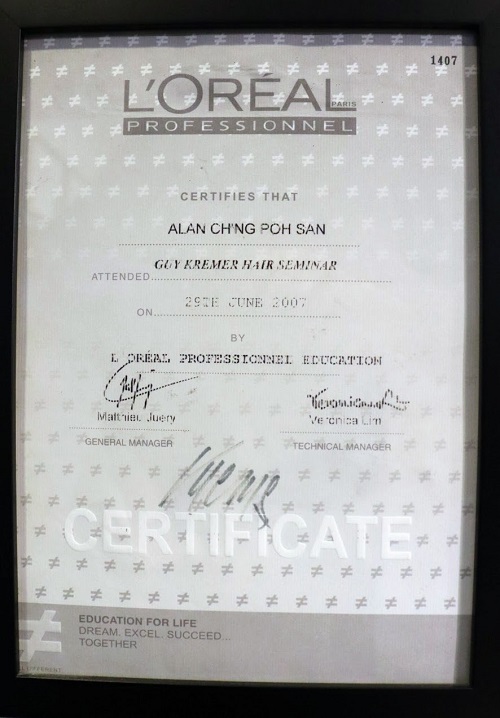 1407
L'ORÉAL
PARIS
PROFESSIONNEL
CERTIFIES THAT
ALAN CH'NG POH SAN
GUY KREMER HAIR SEMINAR
ATTENDED
29TH JUNE 2007
ON
BY
L'ORÉAL PROFESSIONNEL EDUCATION
Matthieu Juery
Veronica Lim
GENERAL MANAGER
TECHNICAL MANAGER
CERTIFICATE
EDUCATION FOR LIFE
DREAM. EXCEL. SUCCEED...
TOGETHER